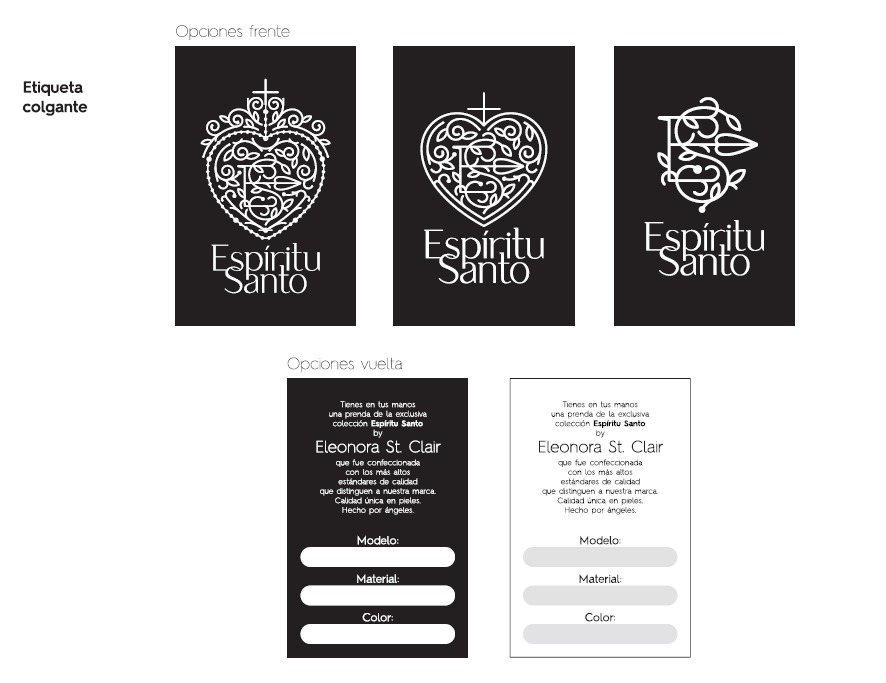 Opciones frente
Etiqueta
colgante
Espíritu
Santo
Espíritu
Santo
Espíritu
Santo
Opciones vuelta
Tienes en tus manos
una prenda de la exclusiva
colección Espíritu Santo
by
Eleonora St. Clair
que fue confeccionada
con los más altos
estándares de calidad
que distinguen a nuestra marca.
Calidad única en pieles.
Hecho por ángeles.
Modelo:
Material:
Color:
Tienes en tus manos
una prenda de la exclusiva
colección Espíritu Santo
by
Eleonora St. Clair
que fue confeccionada
con los más altos
estándares de calidad
que distinguen a nuestra marca.
Calidad única en pieles.
Hecho por ángeles.
Modelo:
Material:
Color: